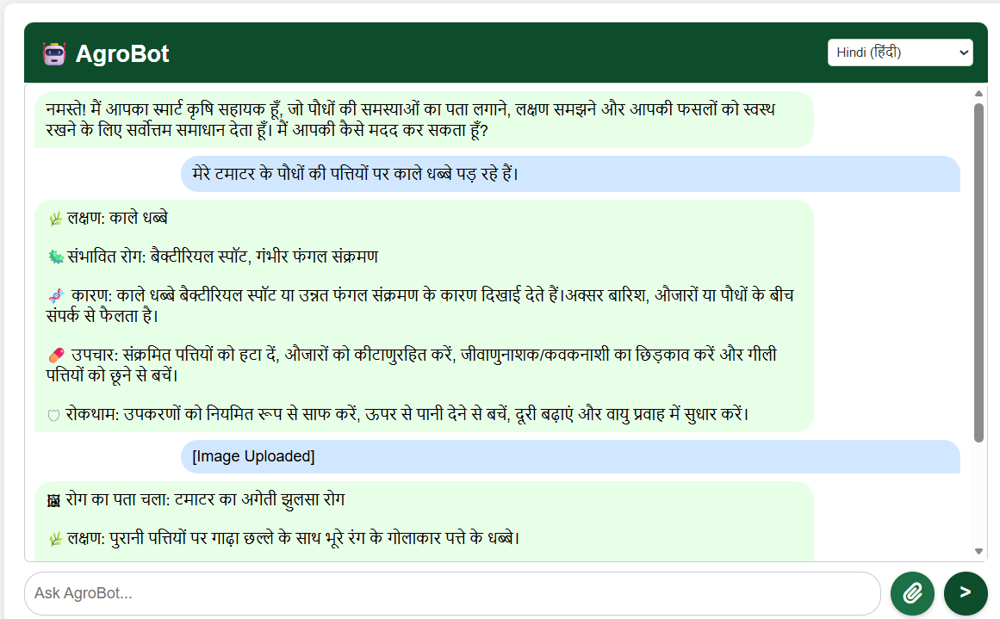 AgroBot
Hindi (हिंदी)
नमस्ते! मैं आपका स्मार्ट कृषि सहायक हूँ, जो पौधों की समस्याओं का पता लगाने, लक्षण समझने और आपकी फसलों को स्वस्थ
रखने के लिए सर्वोत्तम समाधान देता हूँ। मैं आपकी कैसे मदद कर सकता हूँ?
मेरे टमाटर के पौधों की पत्तियों पर काले धब्बे पड़ रहे हैं।
🌿 लक्षण: काले धब्बे
🦠 संभावित रोग: बैक्टीरियल स्पॉट, गंभीर फंगल संक्रमण
🧬 कारण: काले धब्बे बैक्टीरियल स्पॉट या उन्नत फंगल संक्रमण के कारण दिखाई देते हैं।अक्सर बारिश, औजारों या पौधों के बीच
संपर्क से फैलता है।
💊 उपचार: संक्रमित पत्तियों को हटा दें, औजारों को कीटाणुरहित करें, जीवाणुनाशक/कवकनाशी का छिड़काव करें और गीली
पत्तियों को छूने से बचें।
🛡 रोकथाम: उपकरणों को नियमित रूप से साफ करें, ऊपर से पानी देने से बचें, दूरी बढ़ाएं और वायु प्रवाह में सुधार करें।
[Image Uploaded]
🖼 रोग का पता चला: टमाटर का अगेती झुलसा रोग
🌿 लक्षण: पुरानी पत्तियों पर गाढ़ा छल्ले के साथ भूरे रंग के गोलाकार पत्ते के धब्बे।
Ask AgroBot...
>